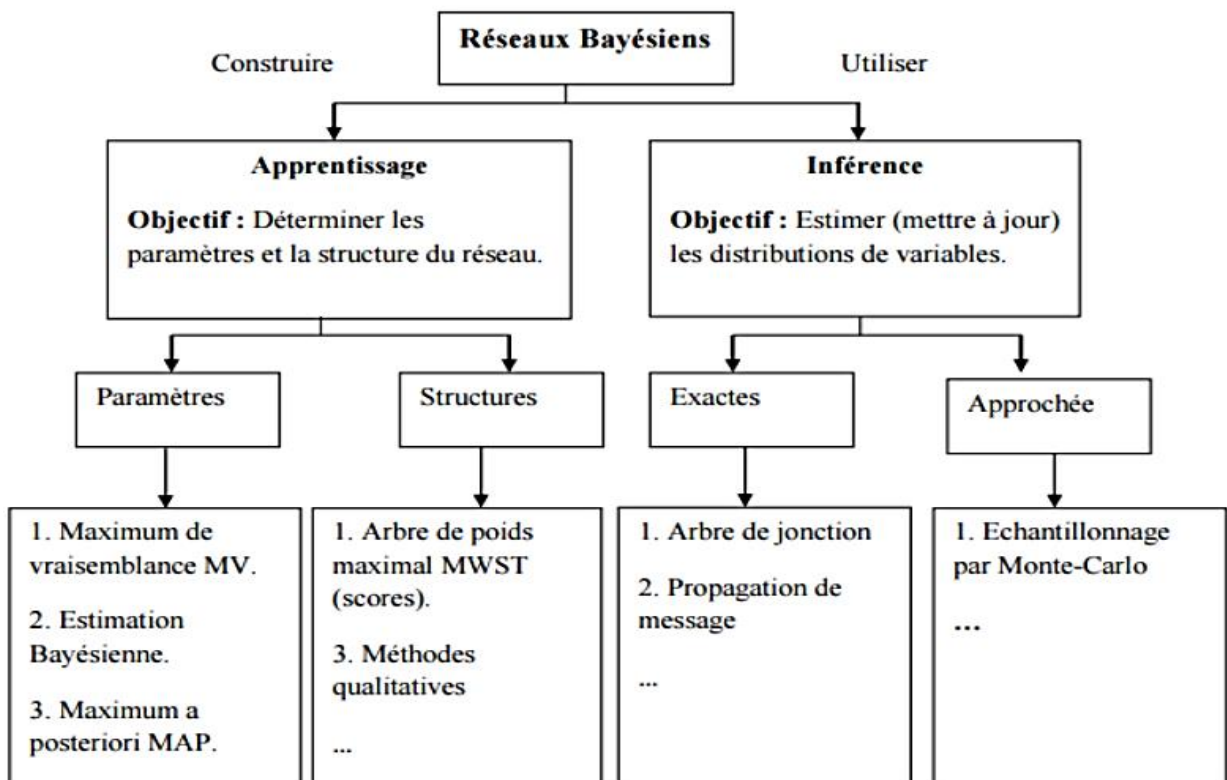 Réseaux Bayésiens
Construire
Utiliser
Apprentissage
Objectif : Déterminer les
paramètres et la structure du réseau.
Inférence
Objectif : Estimer (mettre à jour)
les distributions de variables.
Paramètres
Structures
Exactes
Approchée
1. Maximum de
vraisemblance MV.
2. Estimation
Bayésienne.
3. Maximum a
posteriori MAP.
1. Arbre de poids
maximal MWST
(scores).
3. Méthodes
qualitatives
...
1. Arbre de jonction
2. Propagation de
message
...
1. Echantillonnage
par Monte-Carlo
...